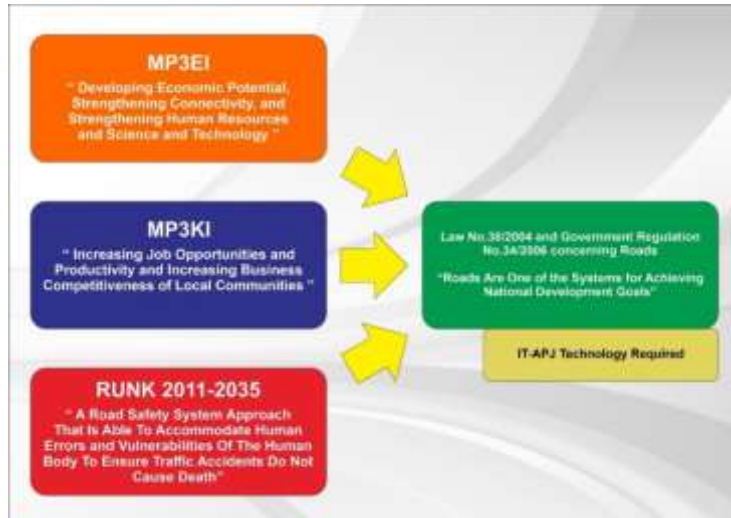 MP3EI
" Developing Economic Potential,
Strengthening Connectivity, and
Strengthening Human Resources
and Science and Technology "
MP3KI
" Increasing Job Opportunities and
Productivity and Increasing Business
Competitiveness of Local Communities "
RUNK 2011-2035
" A Road Safety System Approach
That Is Able To Accommodate Human
Errors and Vulnerabilities Of The Human
Body To Ensure Traffic Accidents Do Not
Cause Death"
Law No.38/2004 and Government Regulation
No.34/2006 concerning Roads
"Roads Are One of the Systems for Achieving
National Development Goals"
IT-APJ Technology Required